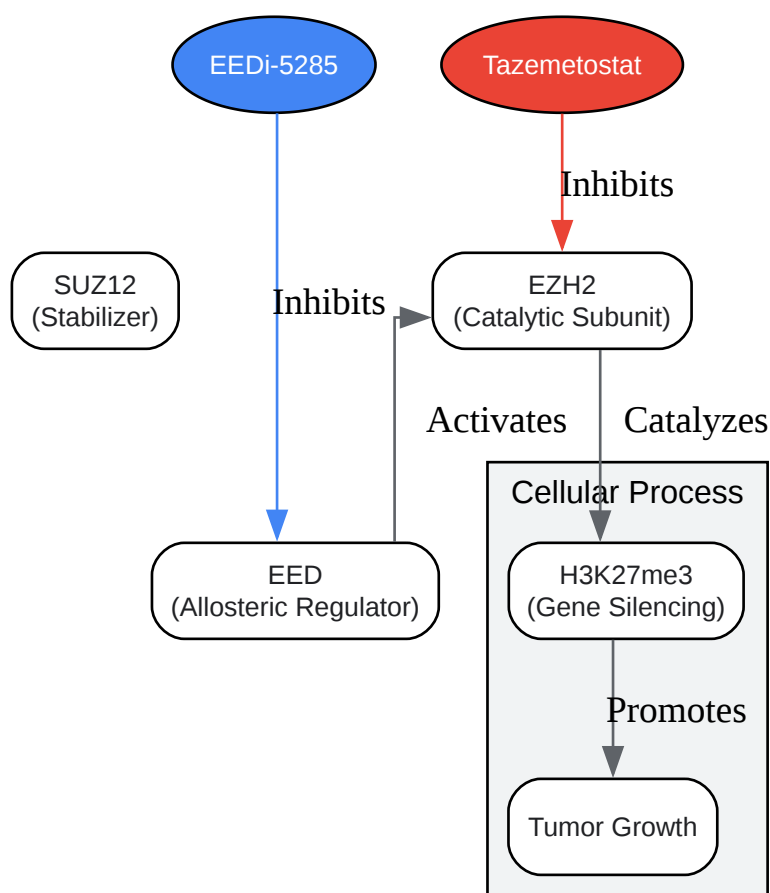 EEDi-5285
Tazemetostat
Inhibits
SUZ12
(Stabilizer)
Inhibits
EZH2
(Catalytic Subunit)
Activates
Catalyzes
Cellular Process
EED
(Allosteric Regulator)
H3K27me3
(Gene Silencing)
Promotes
Tumor Growth